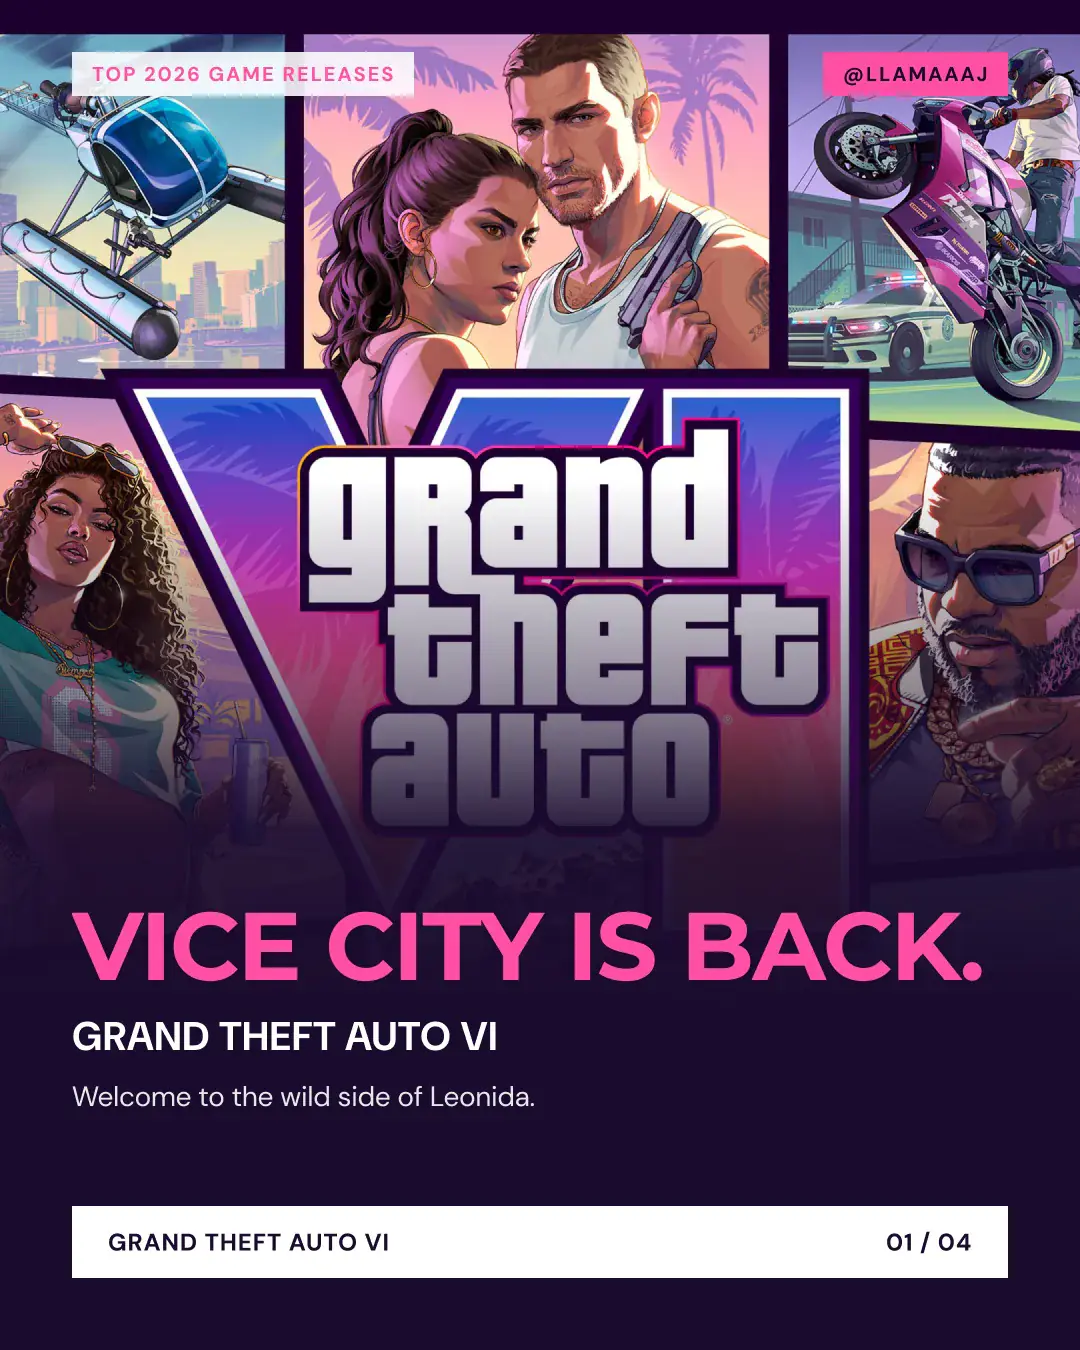 TOP 2026 GAME RELEASES
@LLAMAAAJ
grand
theft
auto
VI
VICE CITY IS BACK.
GRAND THEFT AUTO VI
Welcome to the wild side of Leonida.
GRAND THEFT AUTO VI
01 / 04